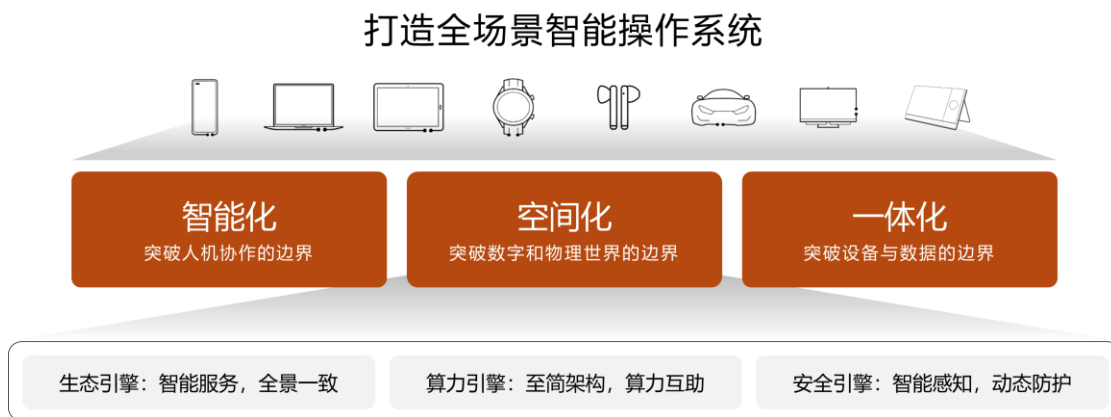 打造全场景智能操作系统
智能化
突破人机协作的边界
空间化
突破数字和物理世界的边界
一体化
突破设备与数据的边界
生态引擎：智能服务，全景一致
算力引擎：至简架构，算力互助
安全引擎：智能感知，动态防护